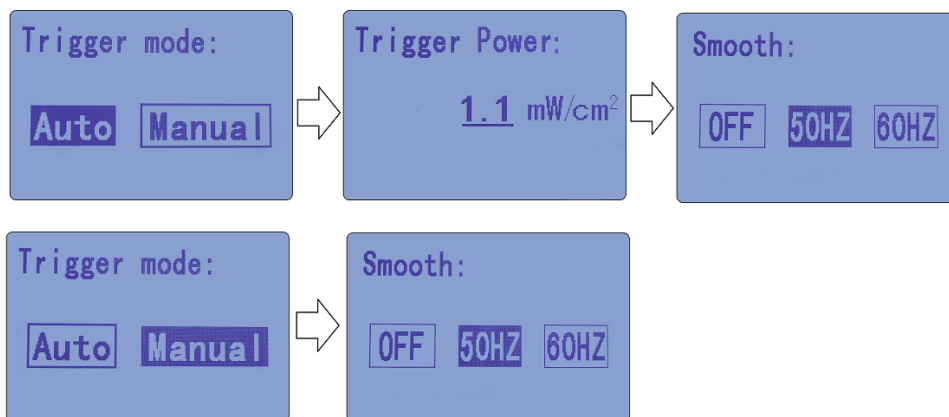 Trigger mode:
Auto Manual
Trigger Power:
1.1 mW/cm²
Smooth:
OFF 50HZ 60HZ
Trigger mode:
Auto Manual
Smooth:
OFF 50HZ 60HZ